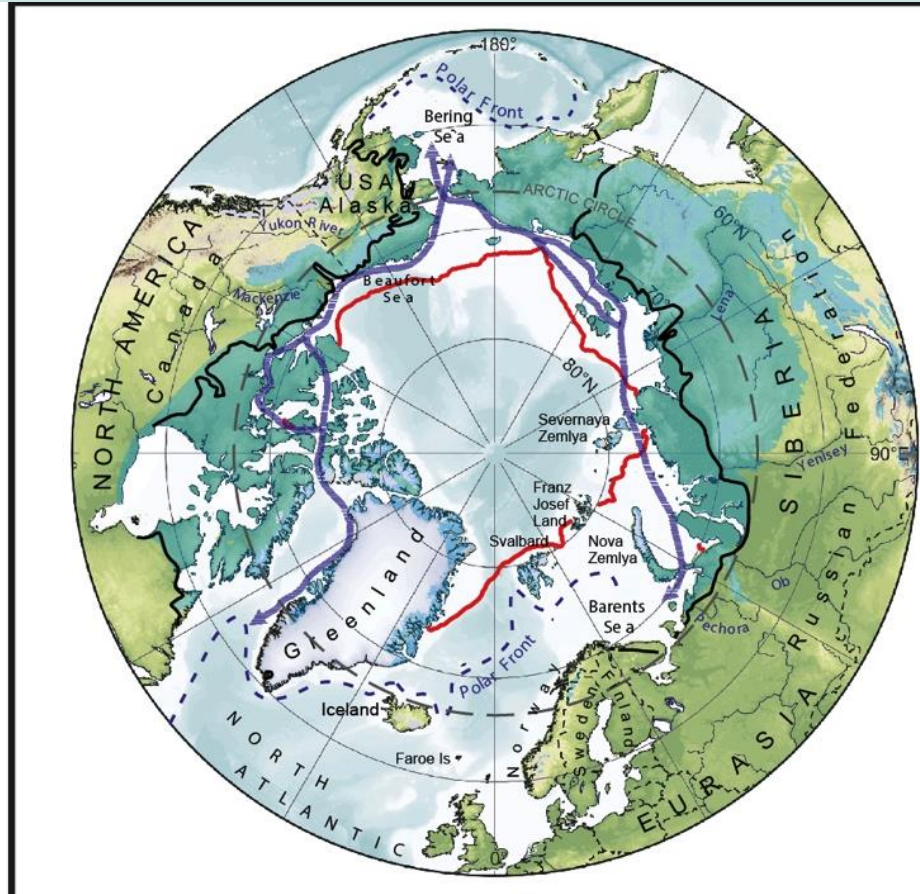 180°
Polar Front
Bering
Sea
USA
Alaska
ARCTIC CIRCLE
60°N
Yukon River
NORTH AMERICA
Canada
Mackenzie
Beaufort
Sea
70°
Lena
SIBERIA
Russian Federation
80°N
Severnaya
Zemlya
Yenisey
90°E
Franz
Josef
Land
Svalbard
Nova
Zemlya
Greenland
Ob
Barents
Sea
Pechora
Polar Front
Iceland
Norway
Sweden
Finland
EURASIA
Faroe Is
NORTH
ATLANTIC
0°